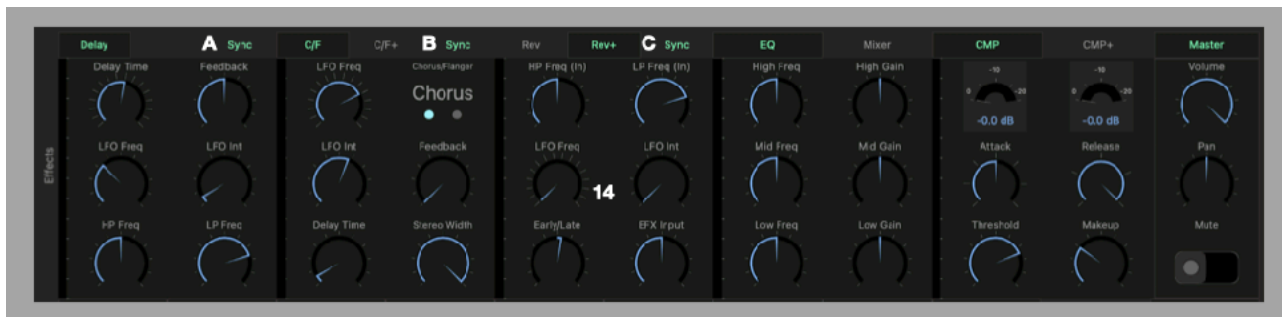 Delay A Sync C/F C/F+ B Sync Rev Rev+ C Sync EQ Mixer CMP CMP+ Master
Delay Time Feedback LFO Freq Chorus/Flanger HP Freq (In) LP Freq (In) High Freq High Gain -10 -10 Volume
Chorus 0 -20 0 -20
-0.0 dB -0.0 dB
Effects
LFO Freq LFO Int LFO Int Feedback LFO Freq LFO Int Mid Freq Mid Gain Attack Release Pan
14
HP Freq LP Freq Delay Time Stereo Width Early/Late EFX Input Low Freq Low Gain Threshold Makeup Mute